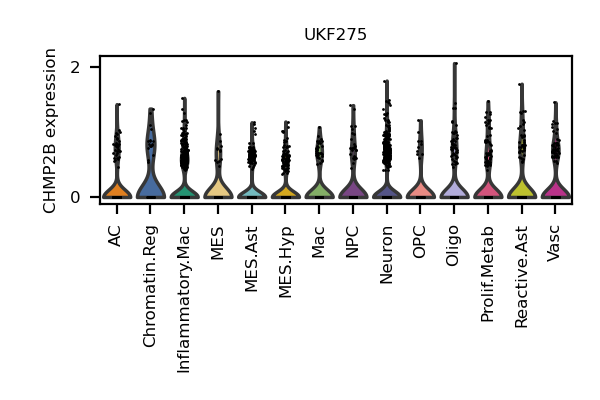 UKF275
CHMP2B expression
2
0
AC
Chromatin.Reg
Inflammatory.Mac
MES
MES.Ast
MES.Hyp
Mac
NPC
Neuron
OPC
Oligo
Prolif.Metab
Reactive.Ast
Vasc